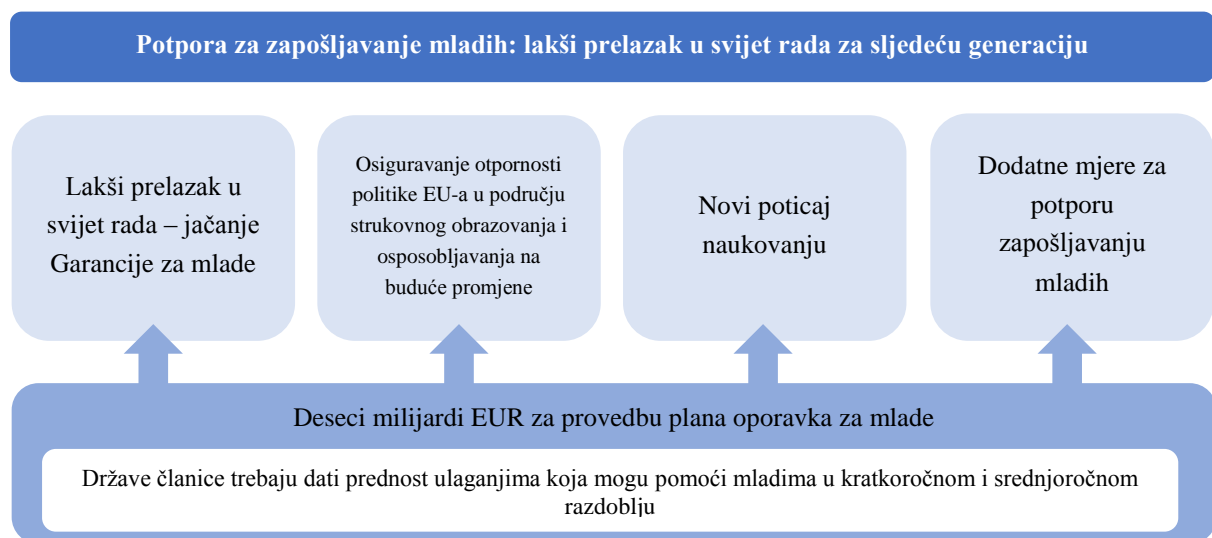 Potpora za zapošljavanje mladih: lakši prelazak u svijet rada za sljedeću generaciju
Lakši prelazak u
svijet rada – jačanje
Garancije za mlade
Osiguravanje otpornosti
politike EU-a u području
strukovnog obrazovanja i
osposobljavanja na
buduće promjene
Novi poticaj
naukovanju
Dodatne mjere za
potporu
zapošljavanju
mladih
Deseci milijardi EUR za provedbu plana oporavka za mlade
Države članice trebaju dati prednost ulaganjima koja mogu pomoći mladima u kratkoročnom i srednjoročnom
razdoblju